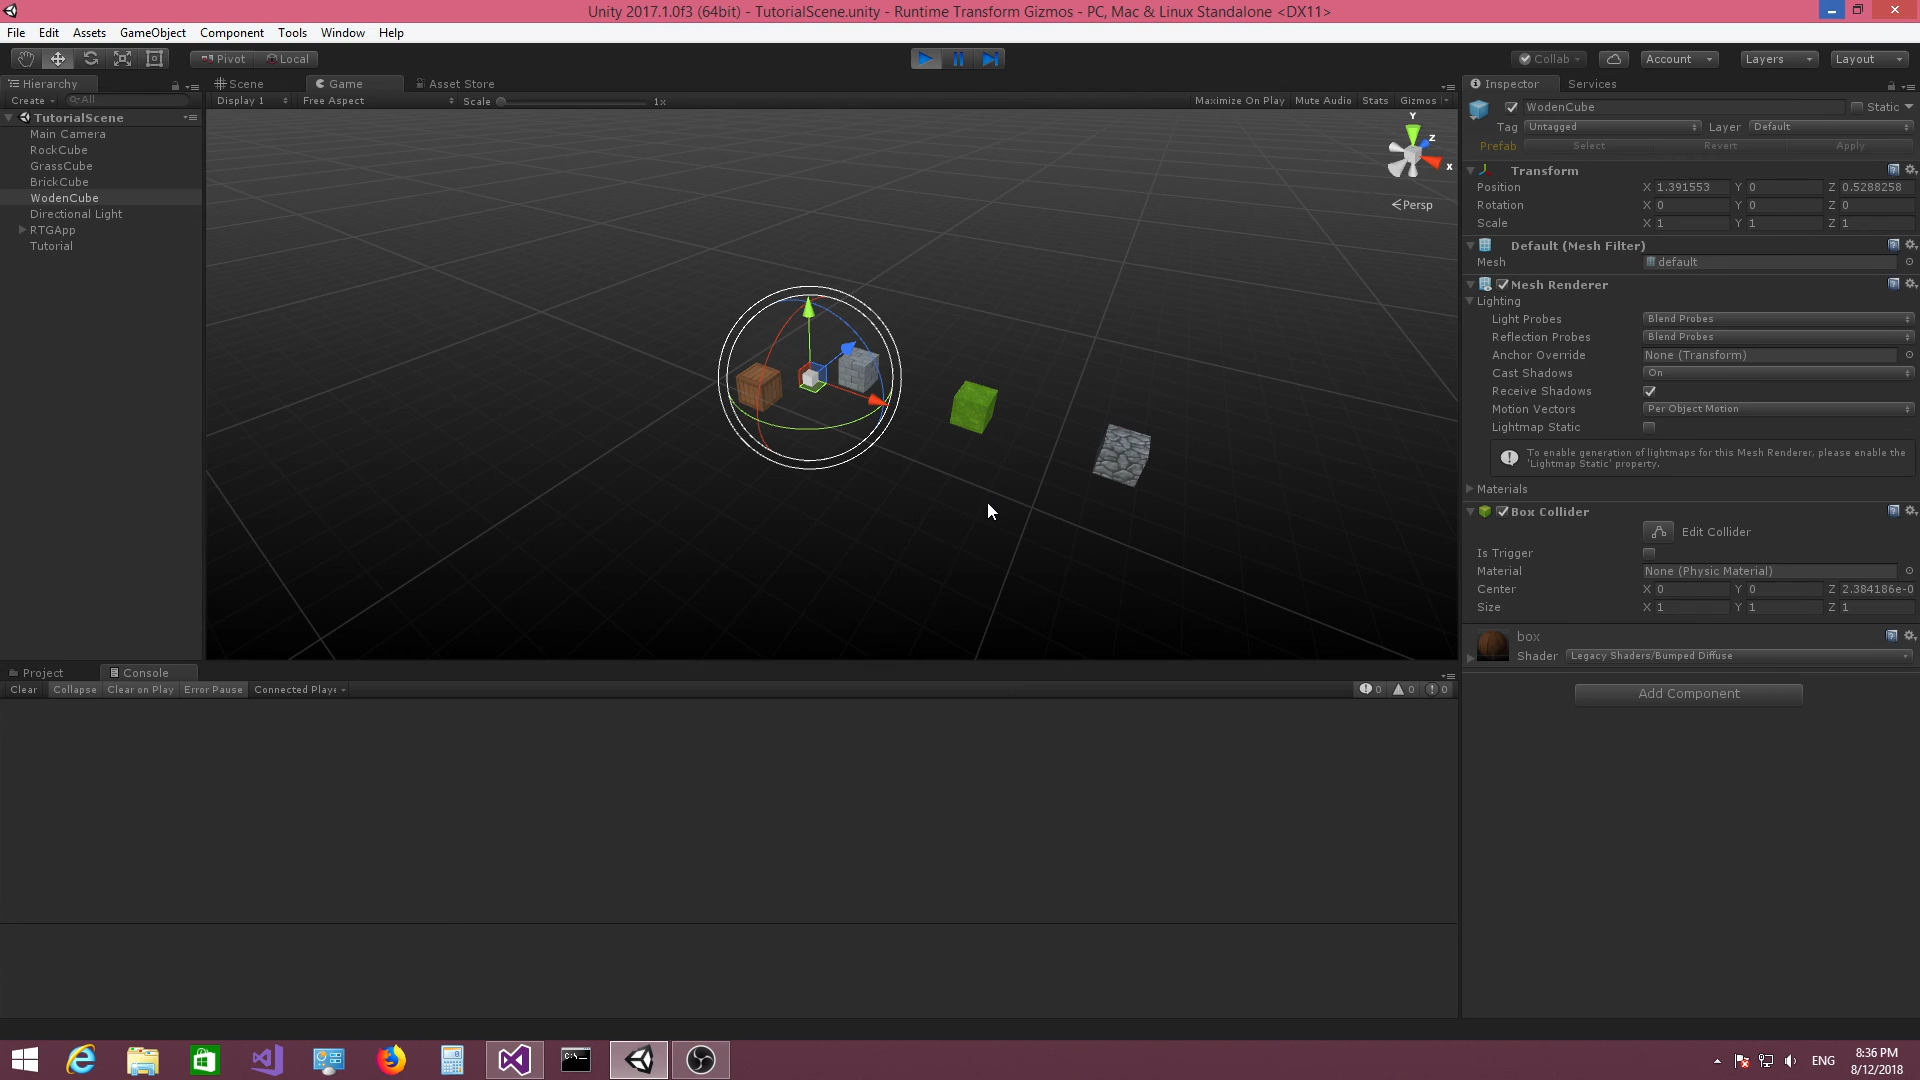 Unity 2017.1.0f3 (64bit) - TutorialScene.unity - Runtime Transform Gizmos - PC, Mac & Linux Standalone <DX11>
File Edit Assets GameObject Component Tools Window Help
Pivot Local Collab Account Layers Layout
Hierarchy Scene Game Asset Store Inspector Services
Create All Display 1 Free Aspect Scale 1x Maximize On Play Mute Audio Stats Gizmos
TutorialScene
Main Camera
RockCube
GrassCube
BrickCube
WodenCube
Directional Light
RTGApp
Tutorial
Y
Z
x
Persp
WodenCube Static
Tag Untagged Layer Default
Prefab Select Revert Apply
Transform
Position X 1.391553 Y 0 Z 0.5288258
Rotation X 0 Y 0 Z 0
Scale X 1 Y 1 Z 1
Default (Mesh Filter)
Mesh default
Mesh Renderer
Lighting
Light Probes Blend Probes
Reflection Probes Blend Probes
Anchor Override None (Transform)
Cast Shadows On
Receive Shadows
Motion Vectors Per Object Motion
Lightmap Static
To enable generation of lightmaps for this Mesh Renderer, please enable the
'Lightmap Static' property.
Materials
Box Collider
Edit Collider
Is Trigger
Material None (Physic Material)
Center X 0 Y 0 Z 2.384186e-0
Size X 1 Y 1 Z 1
box
Shader Legacy Shaders/Bumped Diffuse
Add Component
Project Console
Clear Collapse Clear on Play Error Pause Connected Playe 0 0 0
C:\_
ENG
8:36 PM
8/12/2018